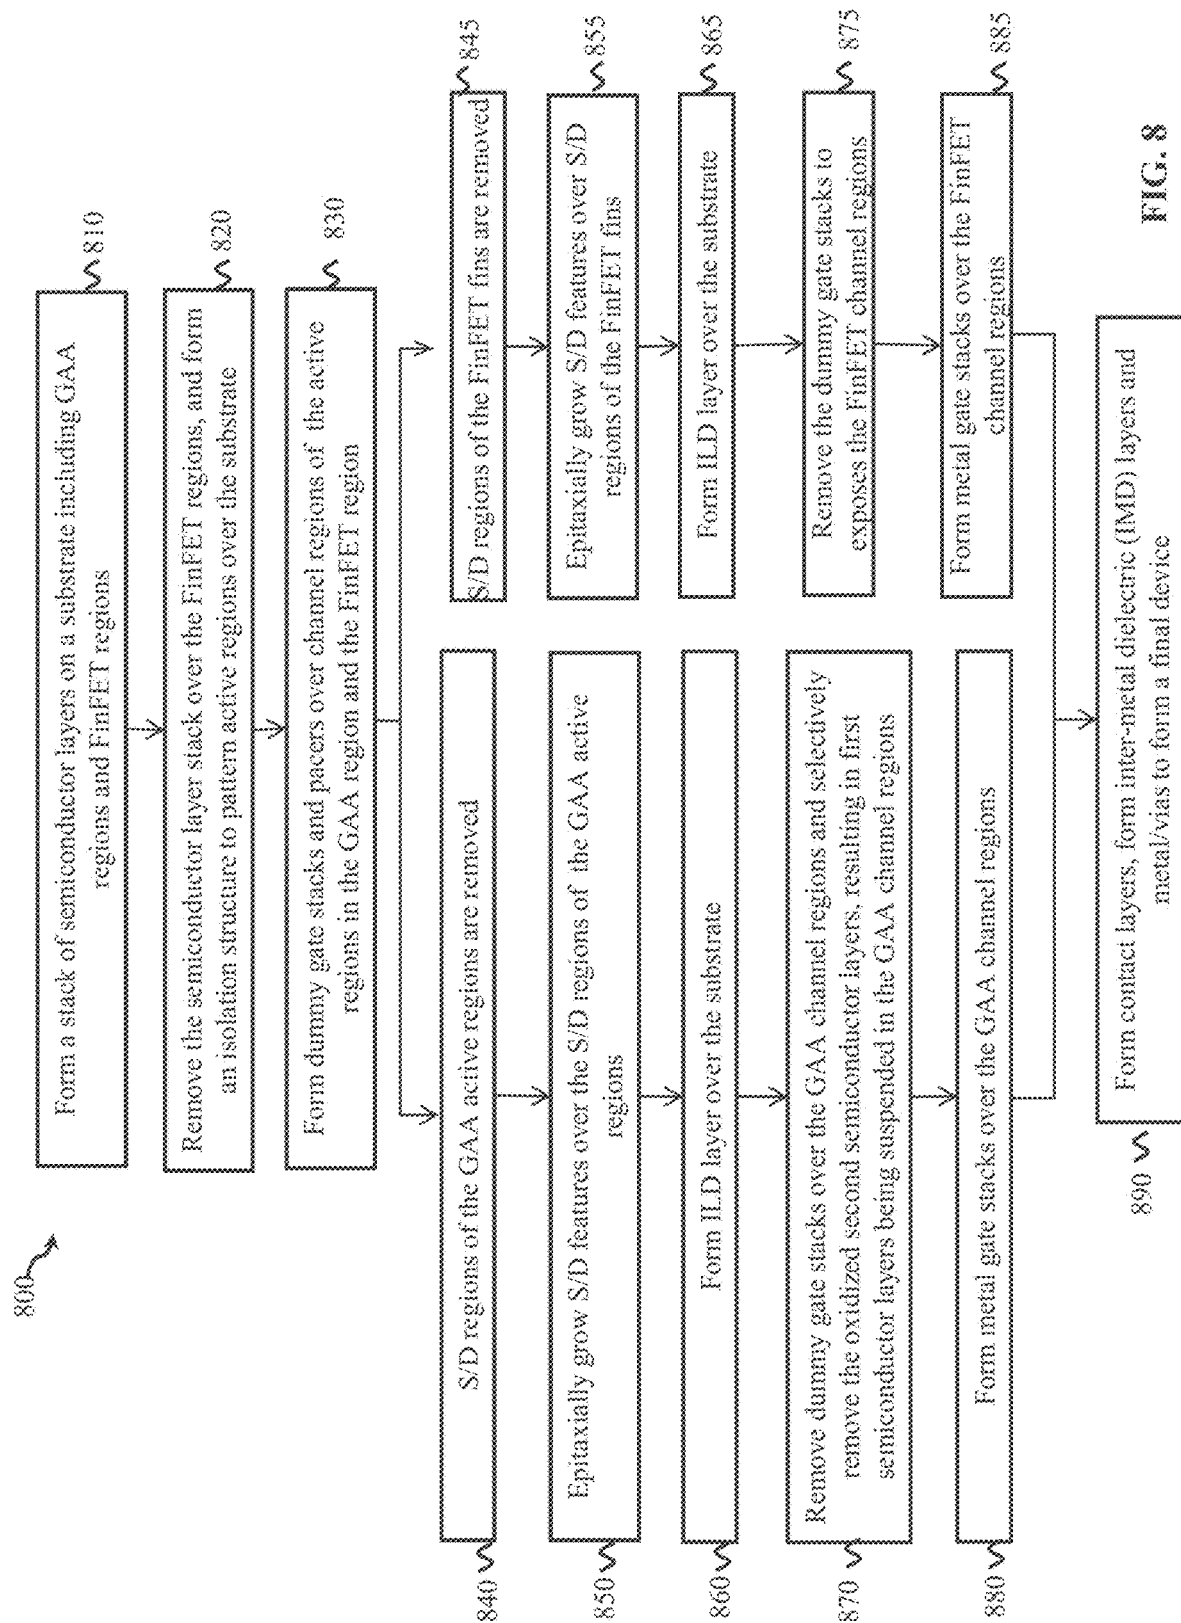 800
Form a stack of semiconductor layers on a substrate including GAA
regions and FinFET regions
810
Remove the semiconductor layer stack over the FinFET regions, and form
an isolation structure to pattern active regions over the substrate
820
Form dummy gate stacks and pacers over channel regions of the active
regions in the GAA region and the FinFET region
830
840
S/D regions of the GAA active regions are removed
S/D regions of the FinFET fins are removed
845
850
Epitaxially grow S/D features over the S/D regions of the GAA active
regions
Epitaxially grow S/D features over S/D
regions of the FinFET fins
855
860
Form ILD layer over the substrate
Form ILD layer over the substrate
865
870
Remove dummy gate stacks over the GAA channel regions and selectively
remove the oxidized second semiconductor layers, resulting in first
semiconductor layers being suspended in the GAA channel regions
Remove the dummy gate stacks to
exposes the FinFET channel regions
875
880
Form metal gate stacks over the GAA channel regions
Form metal gate stacks over the FinFET
channel regions
885
890
Form contact layers, form inter-metal dielectric (IMD) layers and
metal/vias to form a final device
FIG. 8